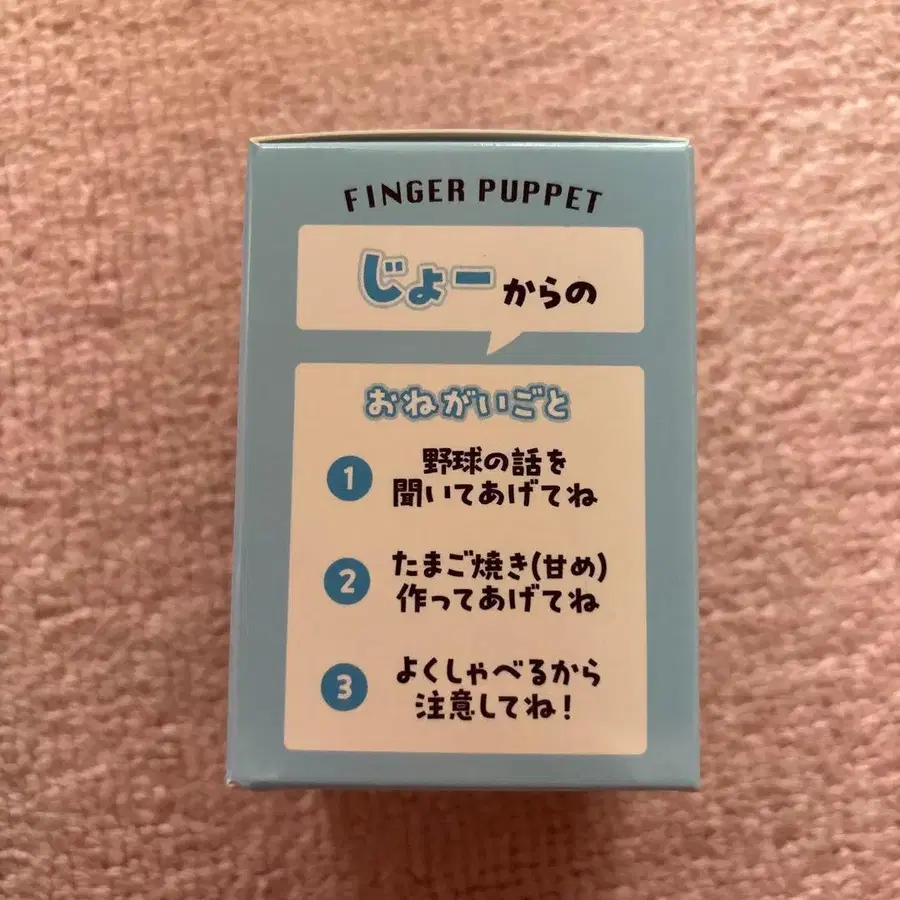 FINGER PUPPET
じょーからの
おねがいごと
1 野球の話を
聞いてあげてね
2 たまご焼き(甘め)
作ってあげてね
3 よくしゃべるから
注意してね!